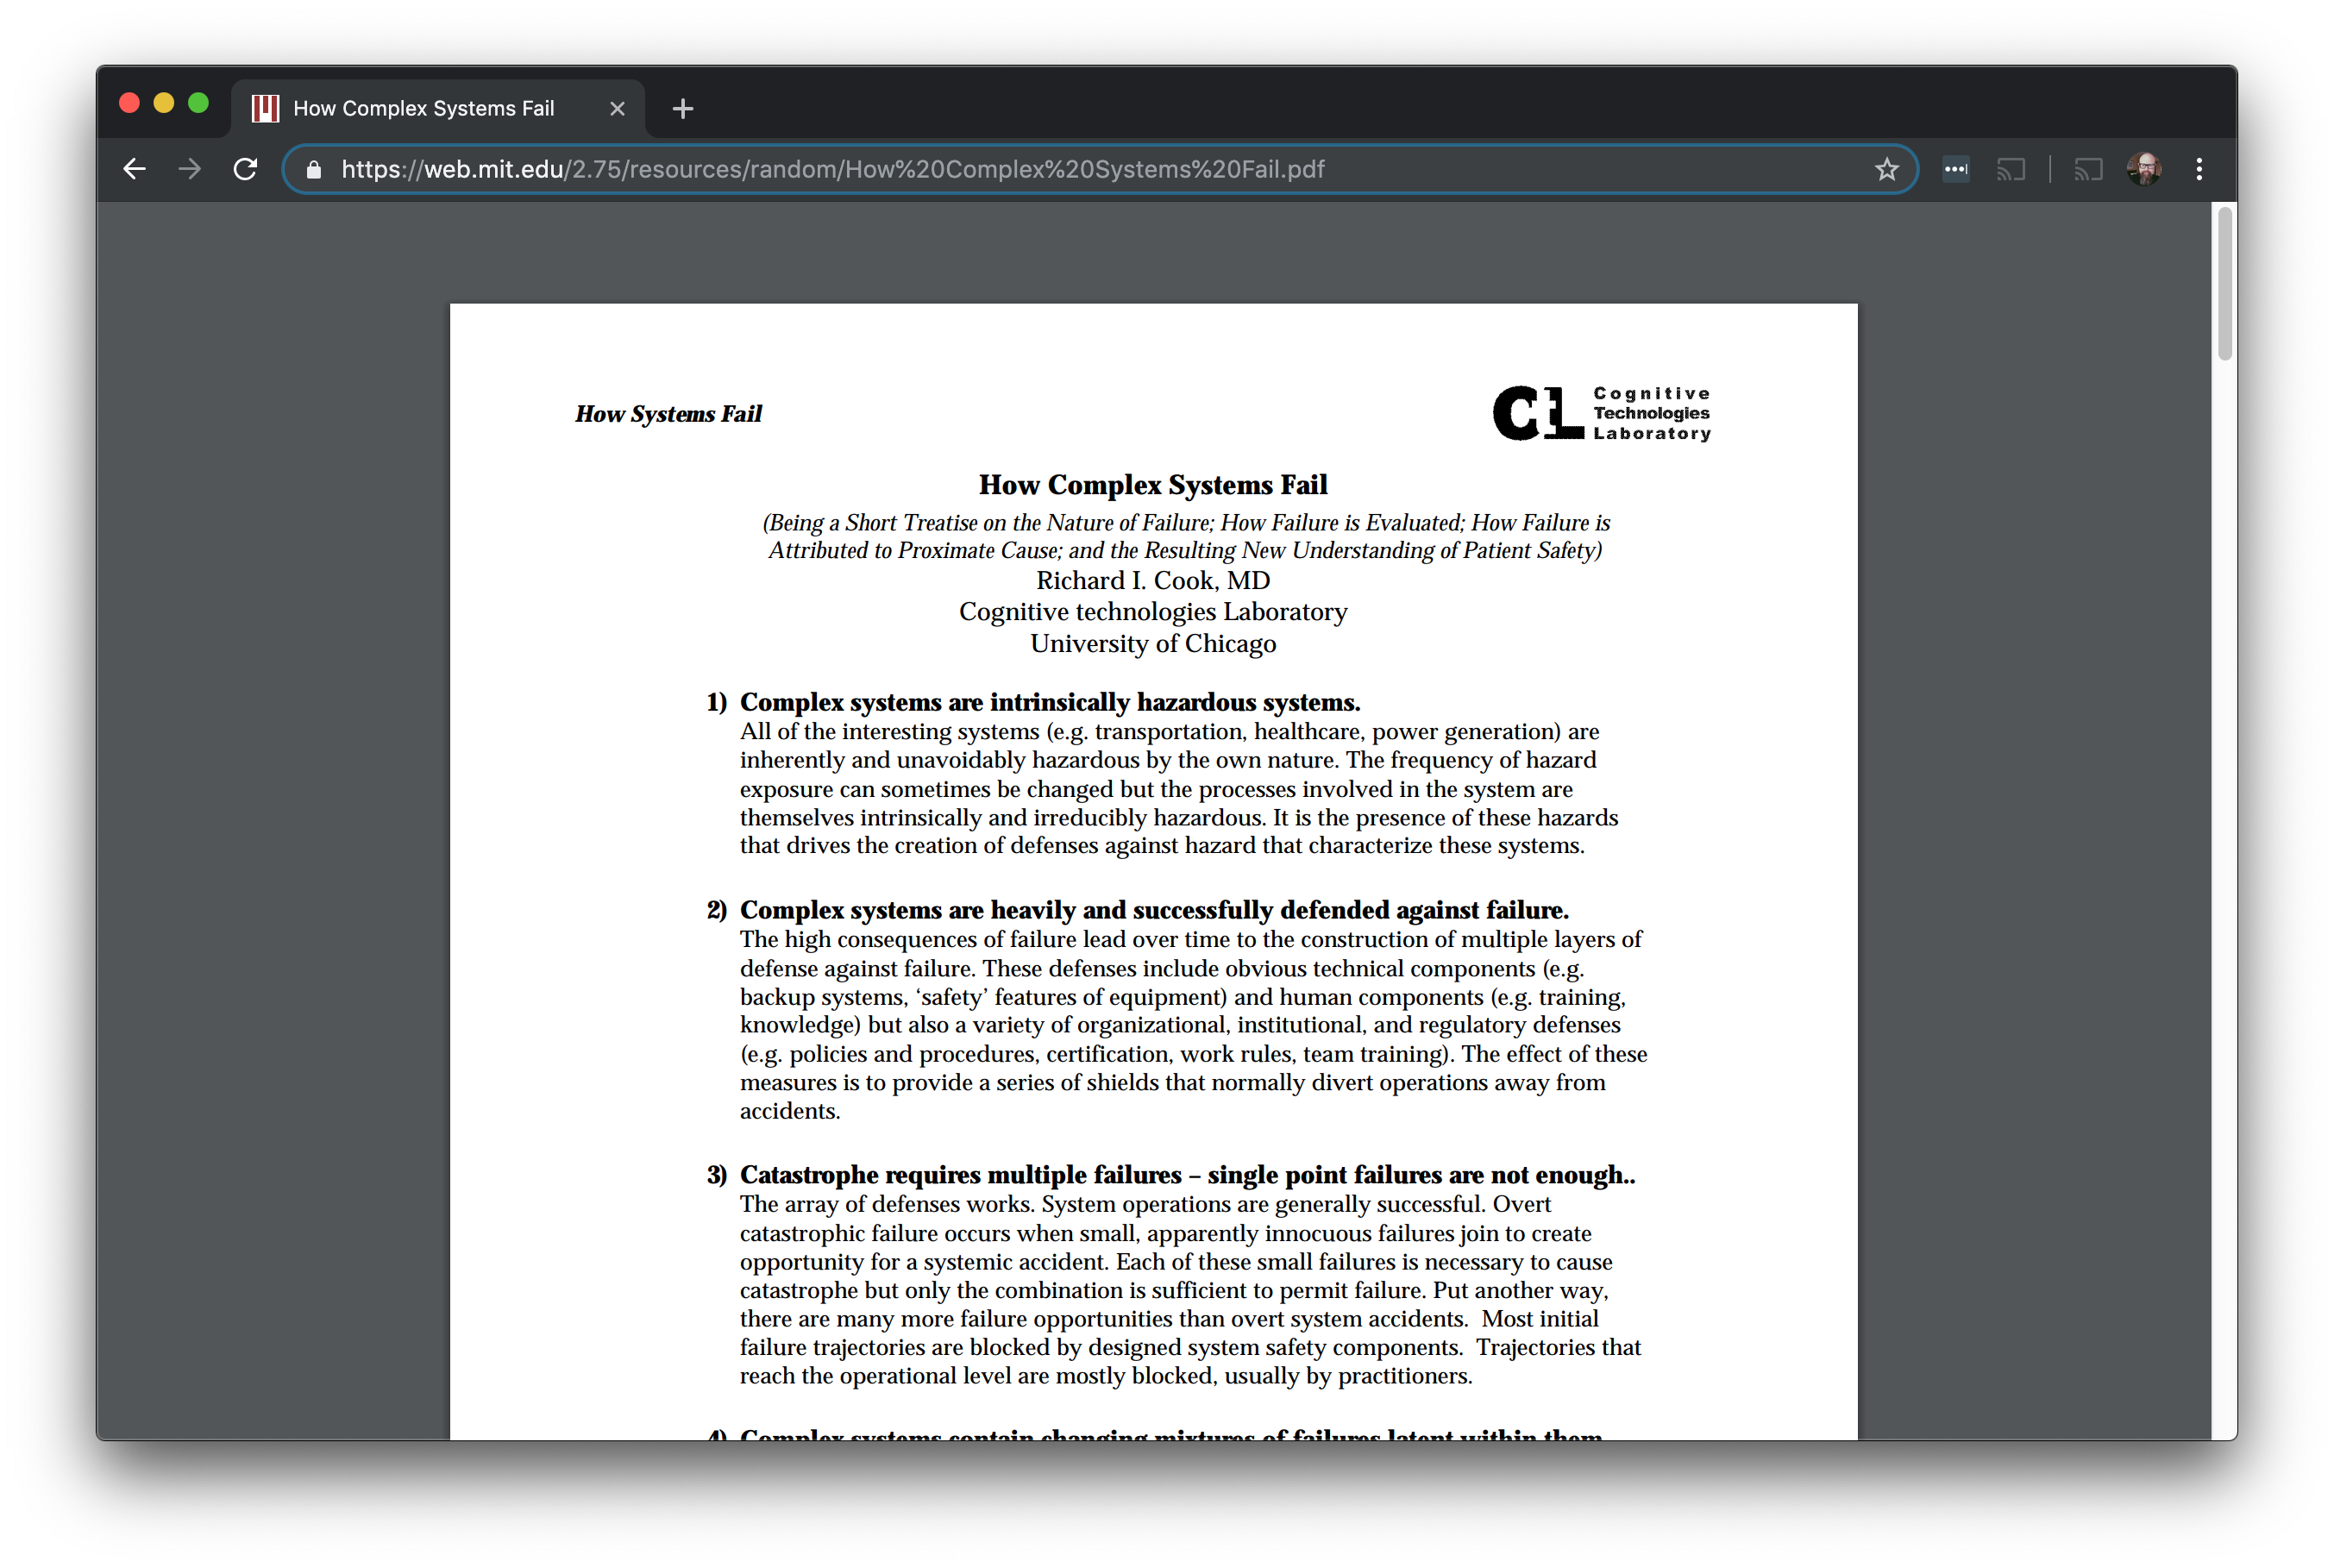 How Complex Systems Fail
https://web.mit.edu/2.75/resources/random/How%20Complex%20Systems%20Fail.pdf
How Systems Fail
CtL
Cognitive
Technologies
Laboratory
How Complex Systems Fail
(Being a Short Treatise on the Nature of Failure; How Failure is Evaluated; How Failure is
Attributed to Proximate Cause; and the Resulting New Understanding of Patient Safety)
Richard I. Cook, MD
Cognitive technologies Laboratory
University of Chicago
1) Complex systems are intrinsically hazardous systems.
All of the interesting systems (e.g. transportation, healthcare, power generation) are
inherently and unavoidably hazardous by the own nature. The frequency of hazard
exposure can sometimes be changed but the processes involved in the system are
themselves intrinsically and irreducibly hazardous. It is the presence of these hazards
that drives the creation of defenses against hazard that characterize these systems.
2) Complex systems are heavily and successfully defended against failure.
The high consequences of failure lead over time to the construction of multiple layers of
defense against failure. These defenses include obvious technical components (e.g.
backup systems, ‘safety’ features of equipment) and human components (e.g. training,
knowledge) but also a variety of organizational, institutional, and regulatory defenses
(e.g. policies and procedures, certification, work rules, team training). The effect of these
measures is to provide a series of shields that normally divert operations away from
accidents.
3) Catastrophe requires multiple failures – single point failures are not enough..
The array of defenses works. System operations are generally successful. Overt
catastrophic failure occurs when small, apparently innocuous failures join to create
opportunity for a systemic accident. Each of these small failures is necessary to cause
catastrophe but only the combination is sufficient to permit failure. Put another way,
there are many more failure opportunities than overt system accidents. Most initial
failure trajectories are blocked by designed system safety components. Trajectories that
reach the operational level are mostly blocked, usually by practitioners.
4) Complex systems contain changing mixtures of failures latent within them